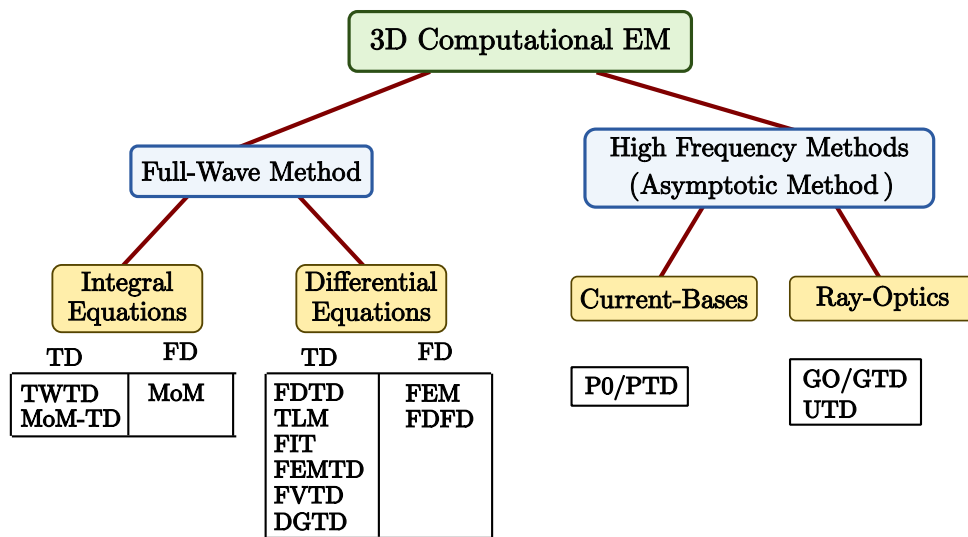 3D Computational EM
Full-Wave Method
High Frequency Methods
(Asymptotic Method)
Integral
Equations
Differential
Equations
Current-Bases
Ray-Optics
TD
FD
TWTD
MoM-TD
MoM
TD
FD
FDTD
TLM
FIT
FEMTD
FVTD
DGTD
FEM
FDFD
P0/PTD
GO/GTD
UTD